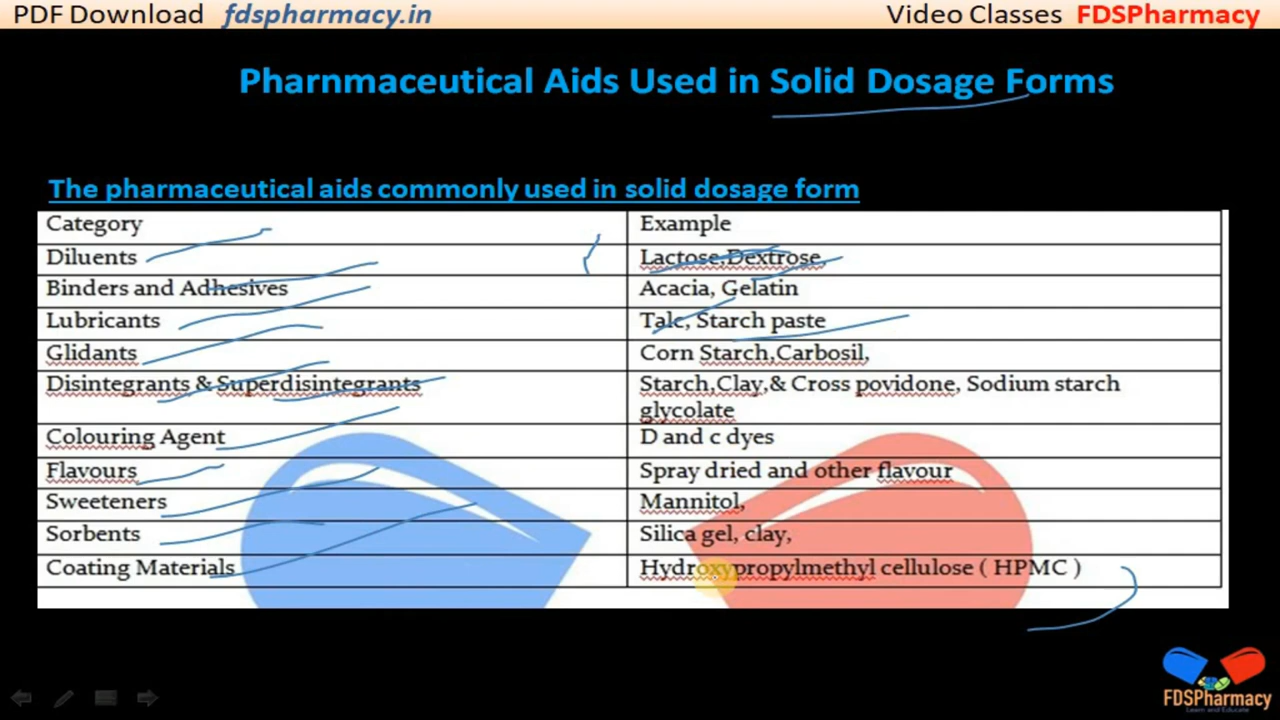 PDF Download fdspharmacy.in Video Classes FDSPharmacy
Pharnmaceutical Aids Used in Solid Dosage Forms
The pharmaceutical aids commonly used in solid dosage form
Category Example
Diluents Lactose,Dextrose,
Binders and Adhesives Acacia, Gelatin
Lubricants Talc, Starch paste
Glidants Corn Starch,Carbosil,
Disintegrants & Superdisintegrants Starch,Clay,& Cross povidone, Sodium starch
glycolate
Colouring Agent D and c dyes
Flavours Spray dried and other flavour
Sweeteners Mannitol,
Sorbents Silica gel, clay,
Coating Materials Hydroxypropylmethyl cellulose ( HPMC )
FDSPharmacy
Learn and Educate